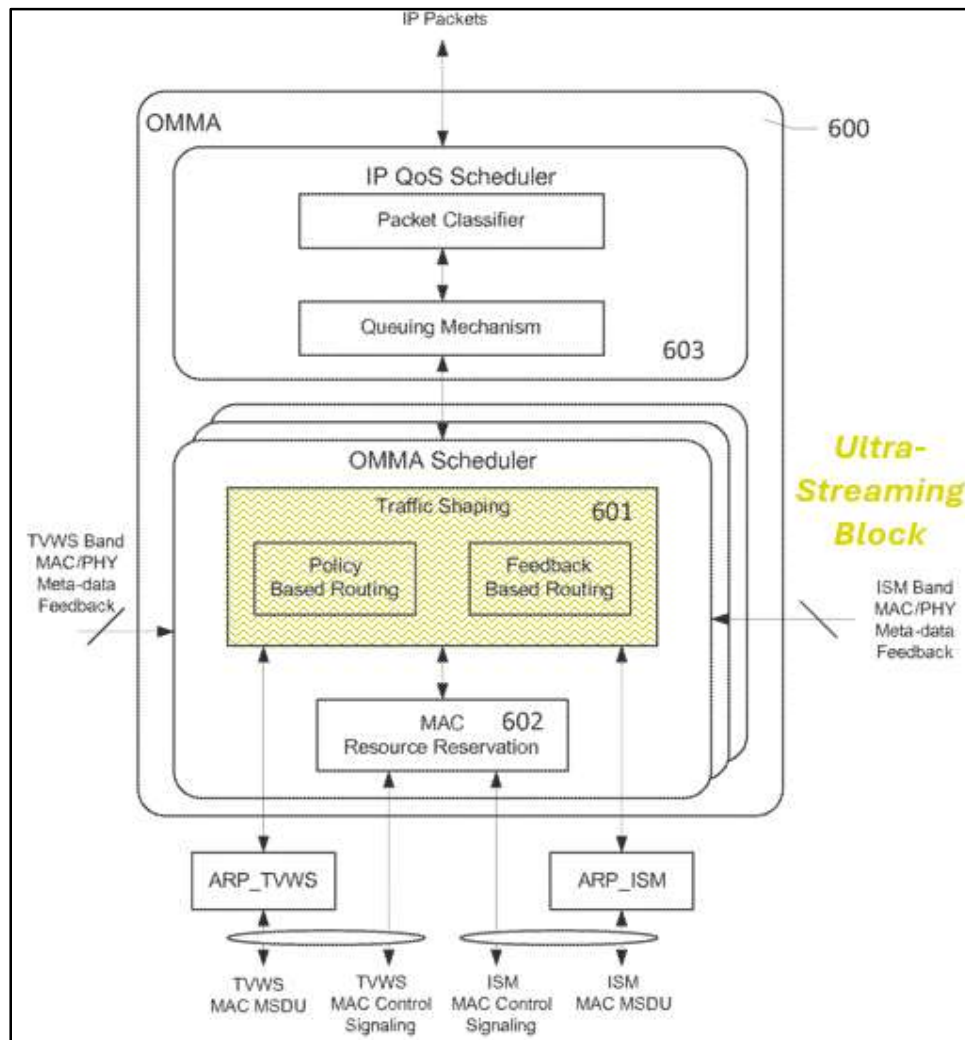 IP Packets
OMMA
600
IP QoS Scheduler
Packet Classifier
Queuing Mechanism
603
OMMA Scheduler
Traffic Shaping
601
Policy
Based Routing
Feedback
Based Routing
MAC
Resource Reservation
602
TVWS Band
MAC/PHY
Meta-data
Feedback
Ultra-
Streaming
Block
ISM Band
MAC/PHY
Meta-data
Feedback
ARP_TVWS
ARP_ISM
TVWS
MAC MSDU
TVWS
MAC Control
Signaling
ISM
MAC Control
Signaling
ISM
MAC MSDU